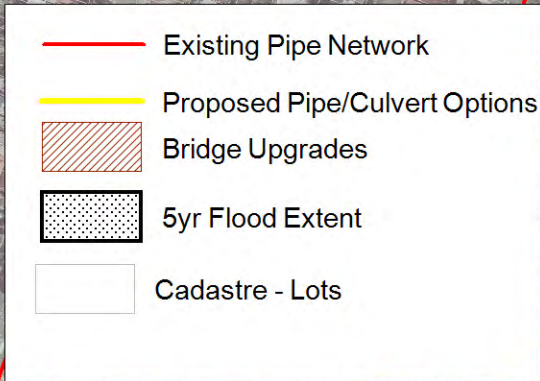 Existing Pipe Network
Proposed Pipe/Culvert Options
Bridge Upgrades
5yr Flood Extent
Cadastre - Lots